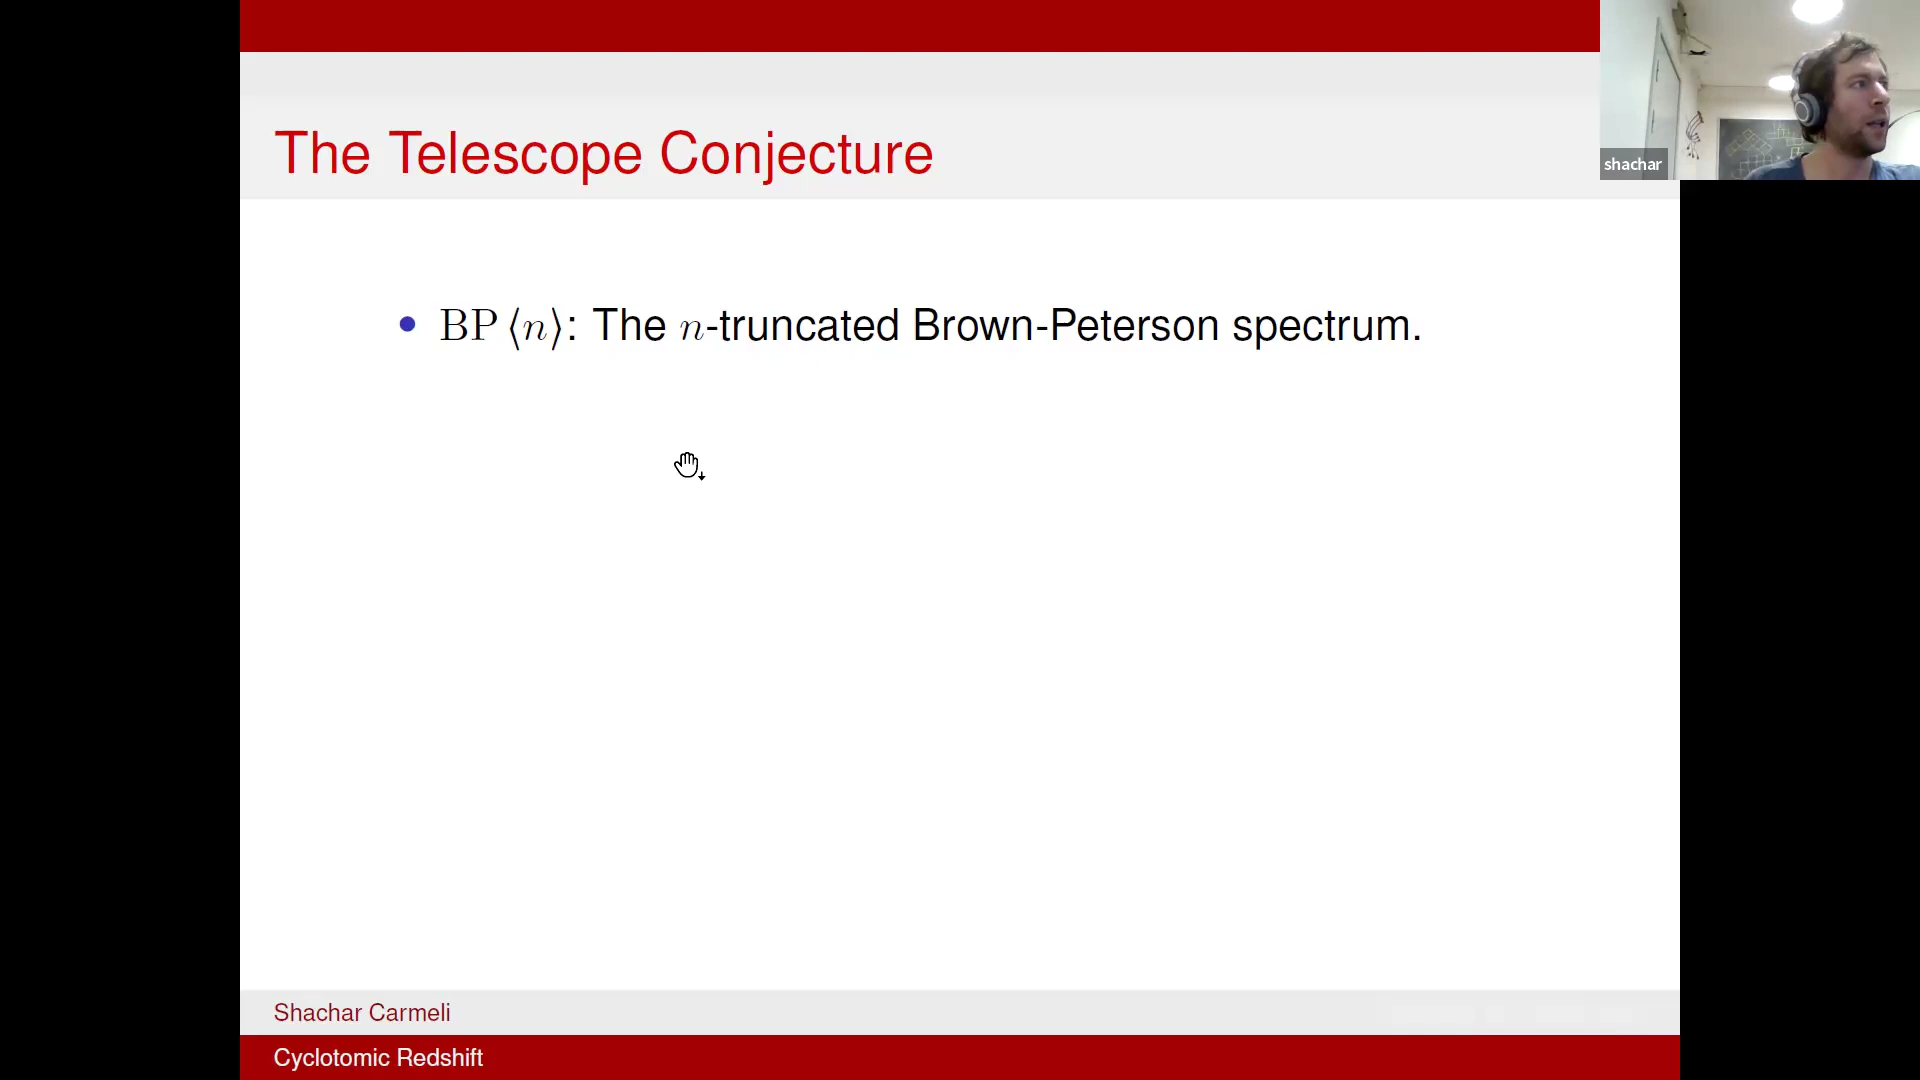 The Telescope Conjecture
shachar
• BP ⟨n⟩: The n-truncated Brown-Peterson spectrum.
Shachar Carmeli
Cyclotomic Redshift